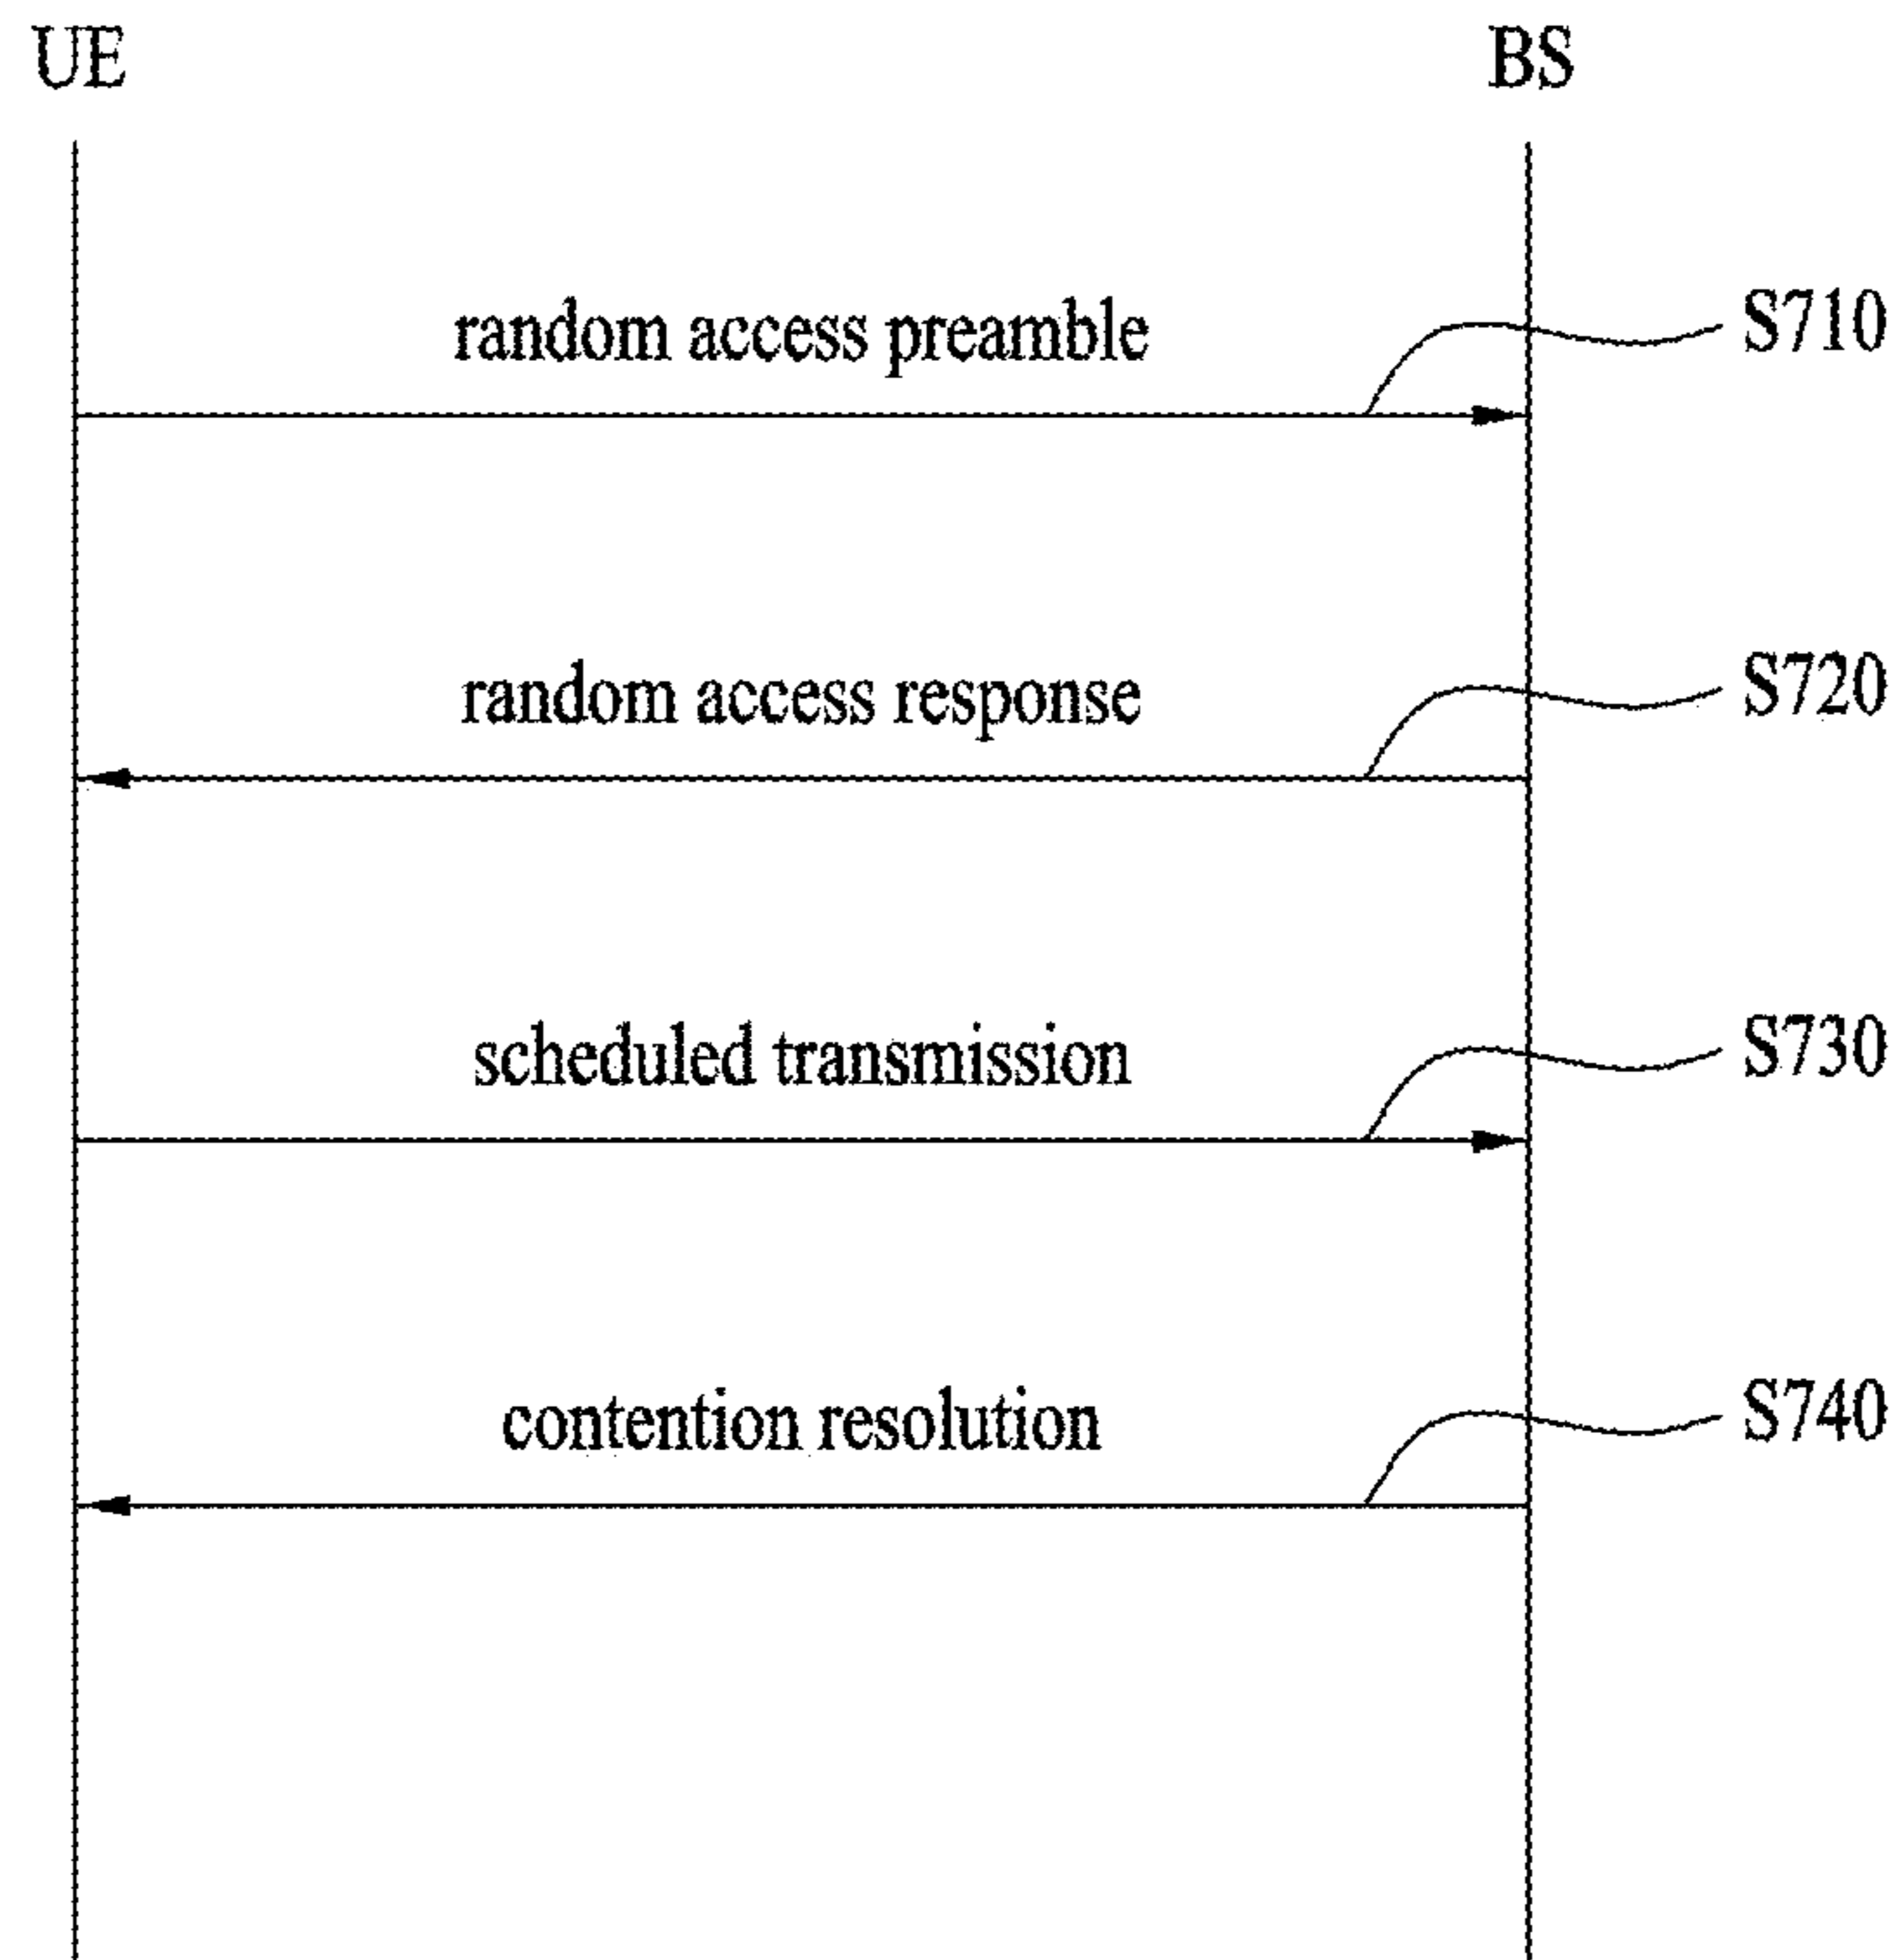 UE BS
random access preamble S710
random access response S720
scheduled transmission S730
contention resolution S740